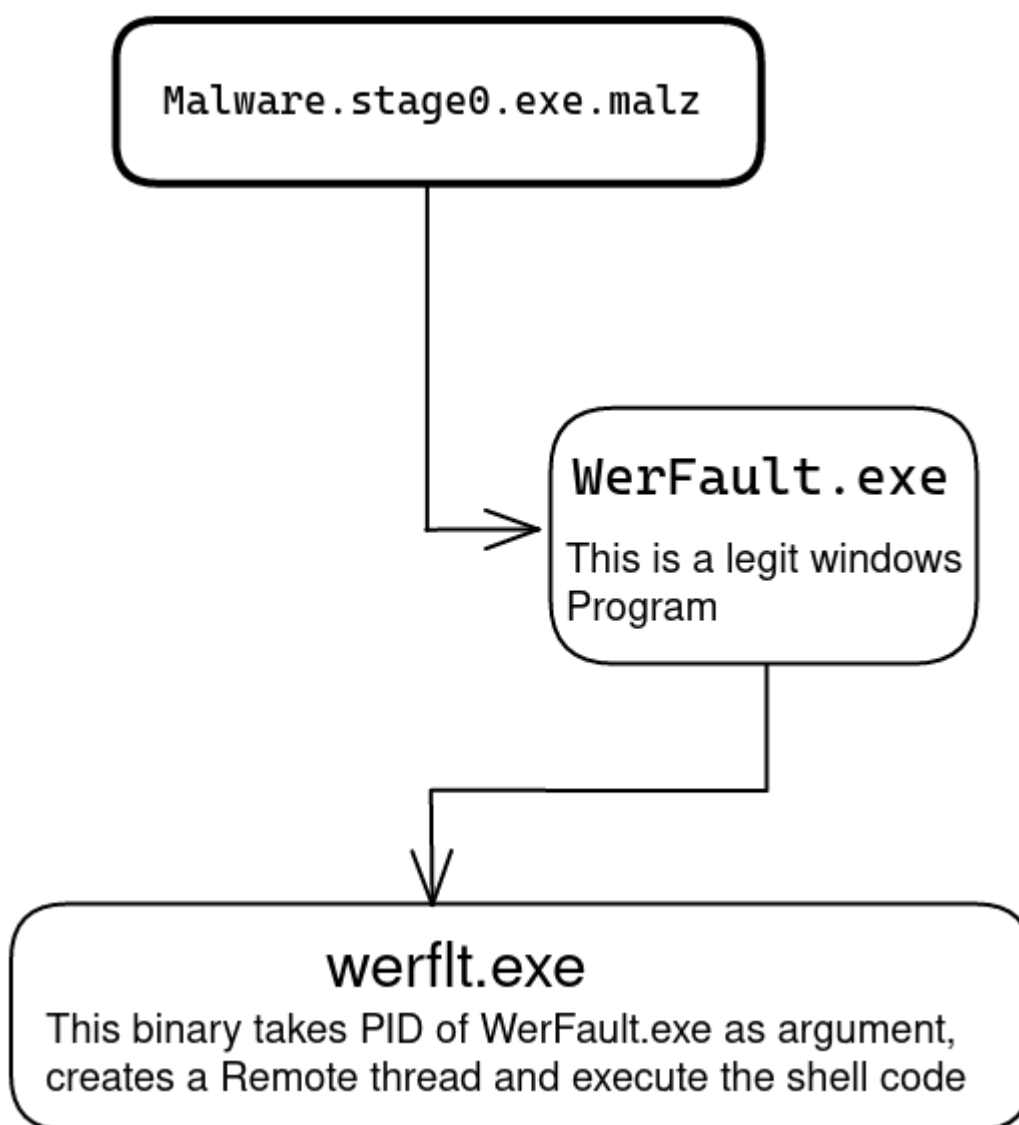 Malware.stage0.exe.malz
WerFault.exe
This is a legit windows
Program
werflt.exe
This binary takes PID of WerFault.exe as argument,
creates a Remote thread and execute the shell code